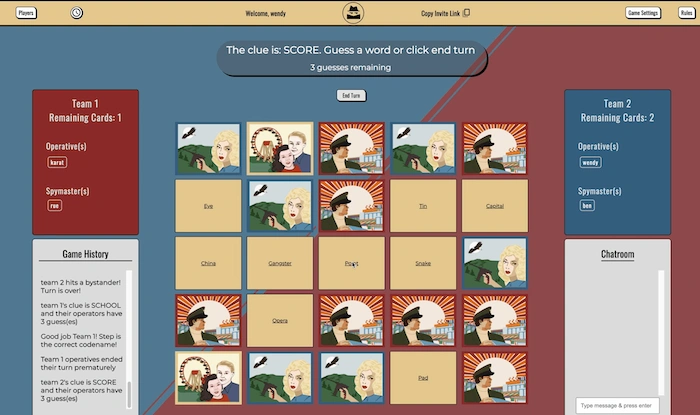 Players
Welcome, wendy
Copy Invite Link
Game Settings
Rules
The clue is: SCORE. Guess a word or click end turn
3 guesses remaining
End Turn
Team 1
Remaining Cards: 1
Operative(s)
karat
Spymaster(s)
rue
Team 2
Remaining Cards: 2
Operative(s)
wendy
Spymaster(s)
ben
Eve
Tin
Capital
China
Gangster
Point
Snake
Opera
Pad
Game History
team 2 hits a bystander!
Turn is over!
team 1's clue is SCHOOL
and their operators have
3 guess(es)
Good job Team 1! Step is
the correct codename!
Team 1 operatives ended
their turn prematurely
team 2's clue is SCORE
and their operators have
3 guess(es)
Chatroom
Type message & press enter